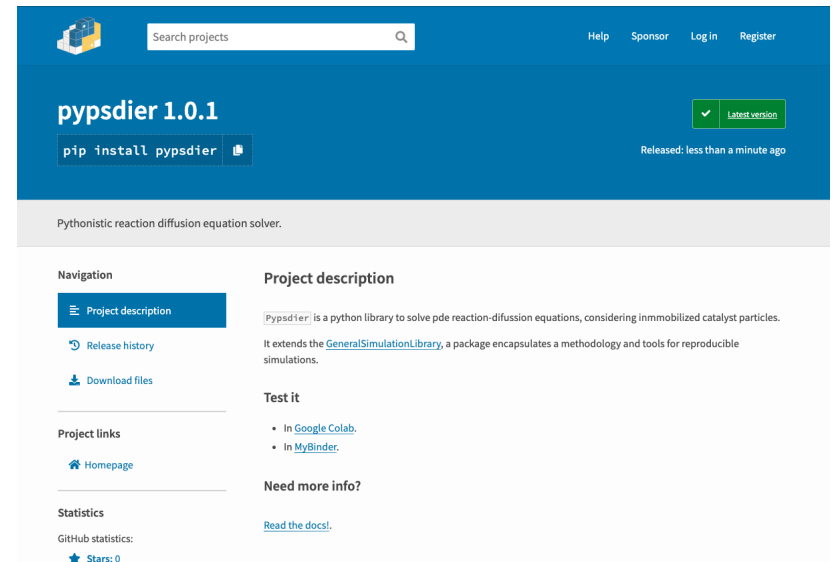 Search projects
Help
Sponsor
Log in
Register
pypsdier 1.0.1
pip install pypsdier
Latest version
Released: less than a minute ago
Pythonistic reaction diffusion equation solver.
Navigation
Project description
Release history
Download files
Project links
Homepage
Statistics
GitHub statistics:
Stars: 0
Project description
Pypsdier is a python library to solve pde reaction-difussion equations, considering inmmobilized catalyst particles.
It extends the GeneralSimulationLibrary, a package encapsulates a methodology and tools for reproducible
simulations.
Test it
• In Google Colab.
• In MyBinder.
Need more info?
Read the docs!.